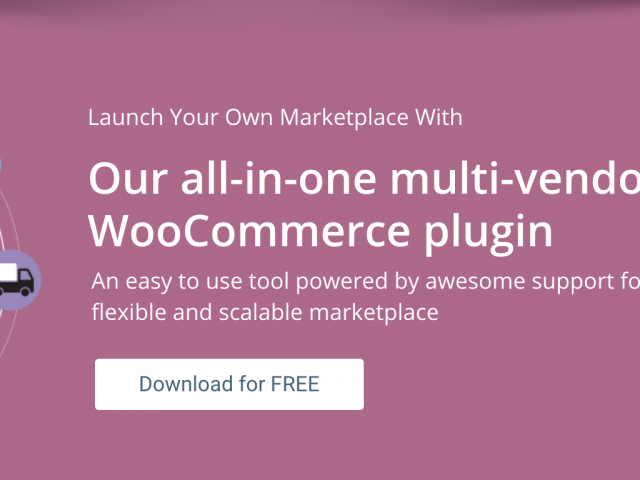 Launch Your Own Marketplace With
Our all-in-one multi-vendo
WooCommerce plugin
An easy to use tool powered by awesome support fo
flexible and scalable marketplace
Download for FREE